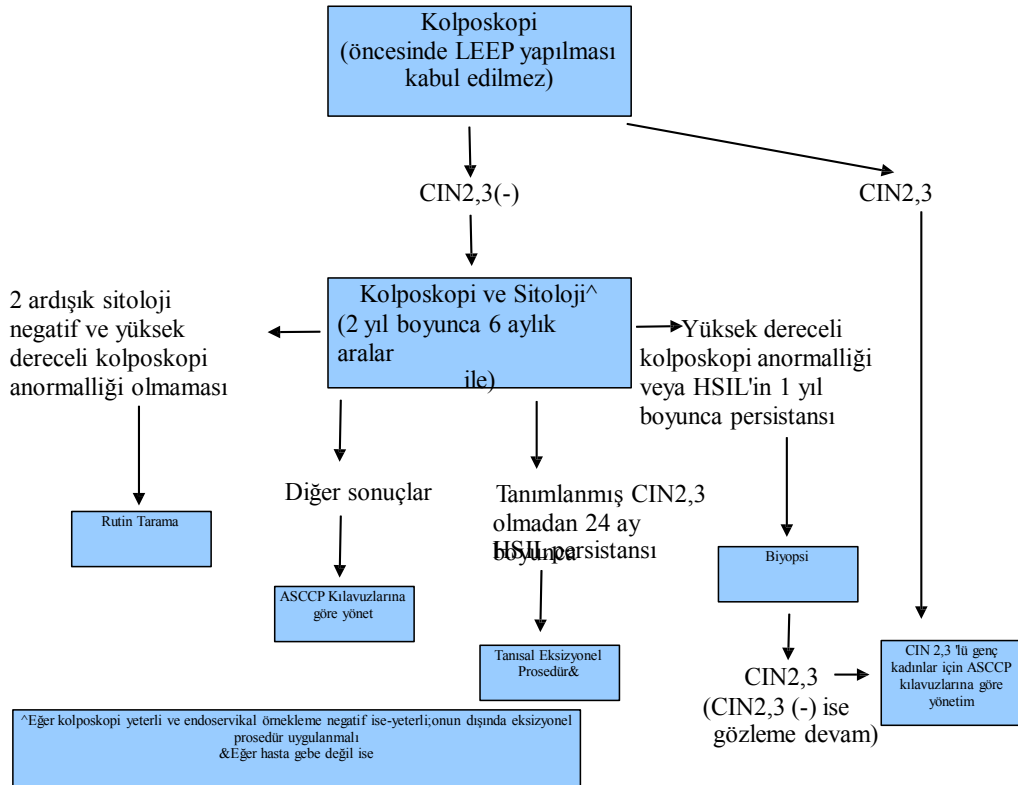 Kolposkopi
(öncesinde LEEP yapılması
kabul edilmez)
CIN2,3(-)
CIN2,3
2 ardışık sitoloji
negatif ve yüksek
dereceli kolposkopi
anormalliği olmaması
Kolposkopi ve Sitoloji^
(2 yıl boyunca 6 aylık
aralar
ile)
Yüksek dereceli
kolposkopi anormalliği
veya HSIL'in 1 yıl
boyunca persistansı
Diğer sonuçlar
Tanımlanmış CIN2,3
olmadan 24 ay
boyunca
HSIL persistansı
Rutin Tarama
Biyopsi
ASCCP Kılavuzlarına
göre yönet
Tanısal Eksizyonel
Prosedür&
CIN2,3
(CIN2,3 (-) ise
gözleme devam)
CIN 2,3 'lü genç
kadınlar için ASCCP
kılavuzlarına göre
yönetim
^Eğer kolposkopi yeterli ve endoservikal örnekleme negatif ise-yeterli;onun dışında eksizyonel
prosedür uygulanmalı
&Eğer hasta gebe değil ise